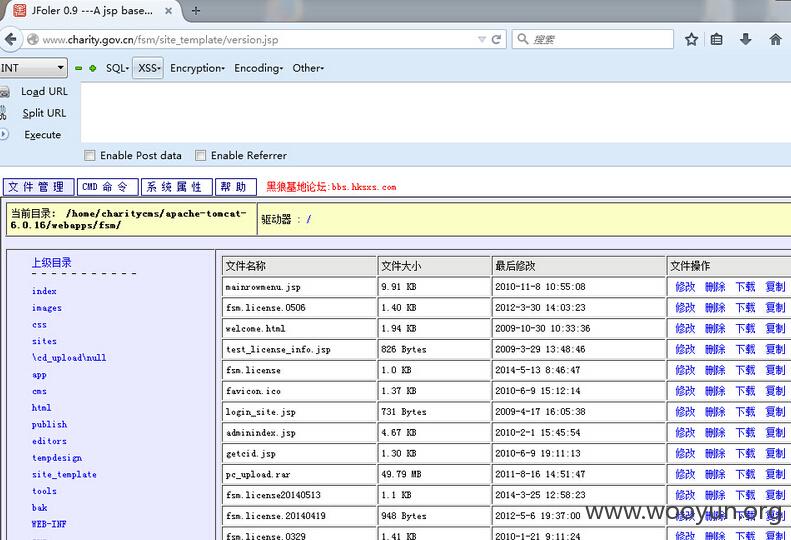 JFoler 0.9 ---A jsp base...
www.charity.gov.cn/fsm/site_template/version.jsp
搜索
INT SQL- XSS- Encryption- Encoding- Other-
Load URL
Split URL
Execute
Enable Post data Enable Referrer
文件管理 CMD命令 系统属性 帮助 黑狼基地论坛:bbs.hksxs.com
当前目录: /home/charitycms/apache-tomcat-
6.0.16/webapps/fsm/
驱动器 : /
上级目录
- - - - - - - - - - -
index
images
css
sites
\cd_upload\null
app
cms
html
publish
editors
tempdesign
site_template
tools
bak
WEB-INF
文件名称 文件大小 最后修改 文件操作
mainrowmenu.jsp 9.91 KB 2010-11-8 10:55:08 修改 删除 下载 复制
fsm.license.0506 1.40 KB 2012-3-30 14:03:23 修改 删除 下载 复制
welcome.html 1.94 KB 2009-10-30 10:33:36 修改 删除 下载 复制
test_license_info.jsp 826 Bytes 2009-3-29 13:48:46 修改 删除 下载 复制
fsm.license 1.0 KB 2014-5-13 8:46:47 修改 删除 下载 复制
favicon.ico 1.37 KB 2010-6-9 15:12:14 修改 删除 下载 复制
login_site.jsp 731 Bytes 2009-4-17 16:05:38 修改 删除 下载 复制
adminindex.jsp 4.67 KB 2010-2-1 15:45:54 修改 删除 下载 复制
getcid.jsp 1.30 KB 2010-6-9 19:11:13 修改 删除 下载 复制
pc_upload.rar 49.79 MB 2011-8-16 14:51:47 修改 删除 下载 复制
fsm.license20140513 1.1 KB 2014-3-25 12:58:23 修改 删除 下载 复制
fsm.license.20140419 948 Bytes 2012-5-6 19:37:00 修改 删除 下载 复制
fsm.license.0329 1.41 KB 2010-1-21 9:11:24 修改 删除 下载 复制
www.wooyun.org